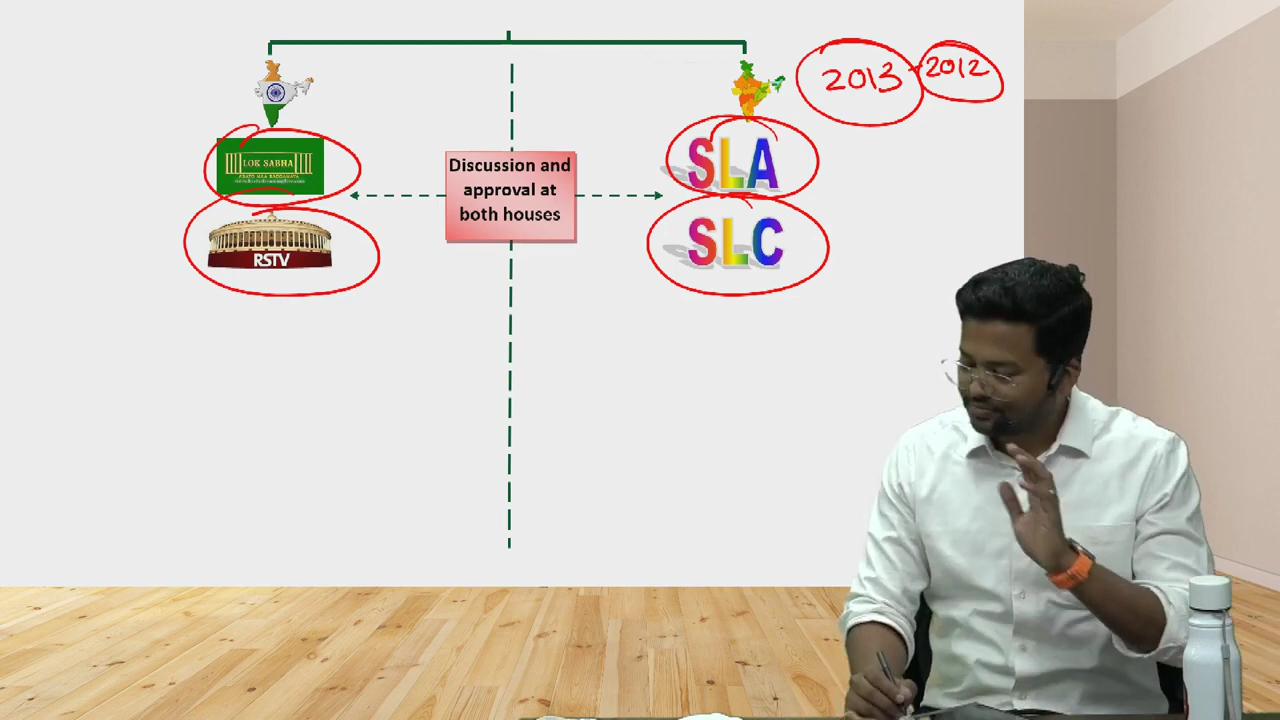 2013 - 2012
LOK SABHA
SLA
Discussion and
approval at
both houses
SLC
RSTV